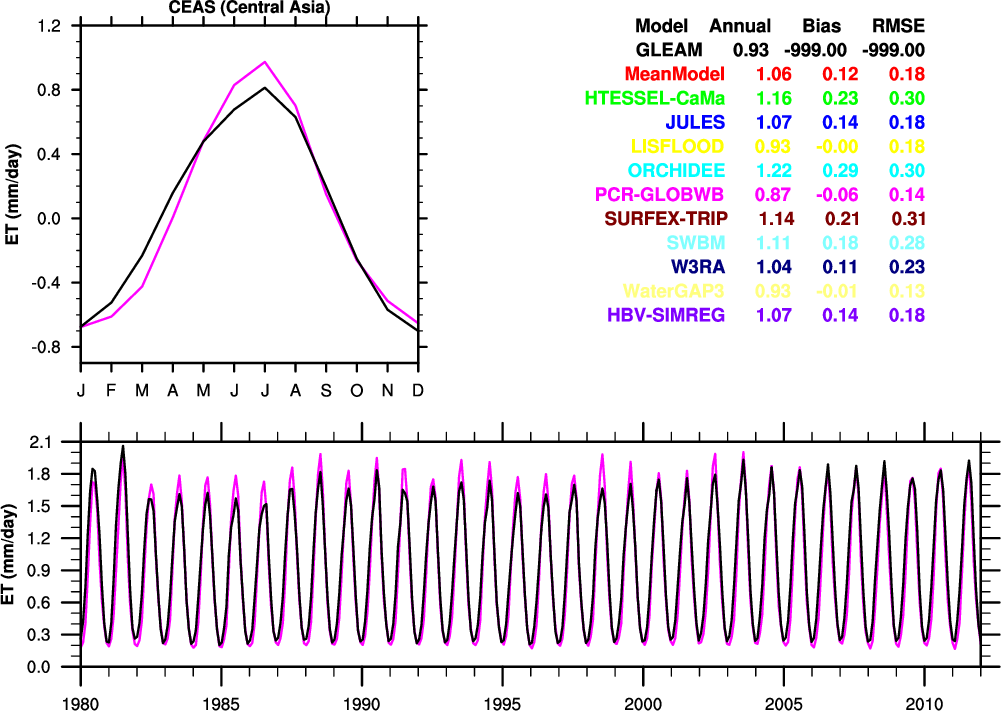 CEAS (Central Asia)
1.2
0.8
0.4
0.0
-0.4
-0.8
ET (mm/day)
J F M A M J J A S O N D
Model Annual Bias RMSE
GLEAM 0.93 -999.00 -999.00
MeanModel 1.06 0.12 0.18
HTESSEL-CaMa 1.16 0.23 0.30
JULES 1.07 0.14 0.18
LISFLOOD 0.93 -0.00 0.18
ORCHIDEE 1.22 0.29 0.30
PCR-GLOBWB 0.87 -0.06 0.14
SURFEX-TRIP 1.14 0.21 0.31
SWBM 1.11 0.18 0.28
W3RA 1.04 0.11 0.23
WaterGAP3 0.93 -0.01 0.13
HBV-SIMREG 1.07 0.14 0.18
2.1
1.8
1.5
1.2
0.9
0.6
0.3
0.0
ET (mm/day)
1980 1985 1990 1995 2000 2005 2010